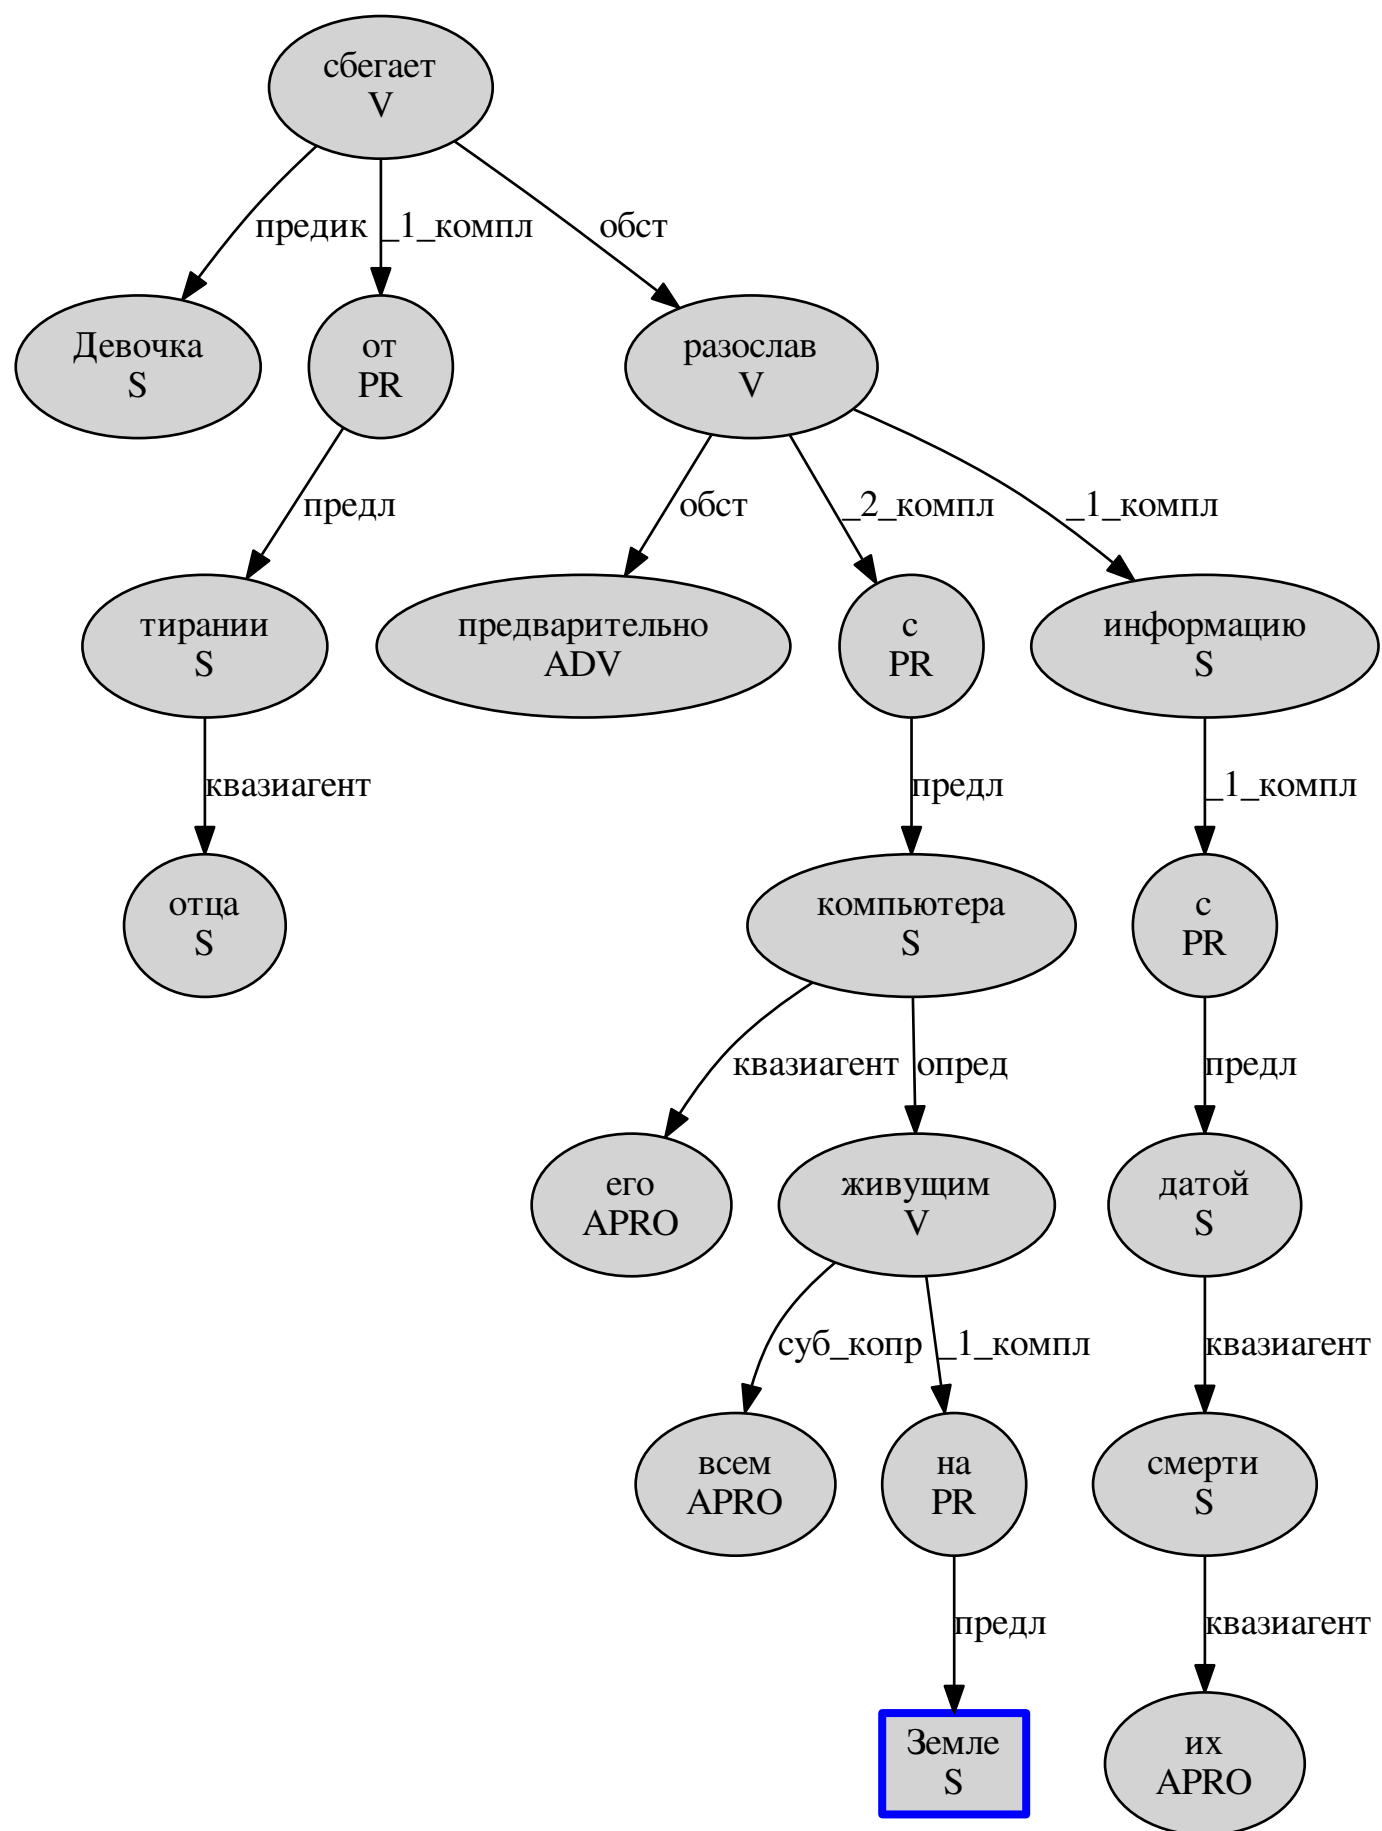 сбегает
V
предик
_1_компл
обст
Девочка
S
от
PR
разослав
V
предл
обст
_2_компл
_1_компл
тирании
S
предварительно
ADV
с
PR
информацию
S
квазиагент
предл
_1_компл
отца
S
компьютера
S
с
PR
квазиагент
опред
предл
его
APRO
живущим
V
датой
S
суб_копр
_1_компл
квазиагент
всем
APRO
на
PR
смерти
S
предл
квазиагент
Земле
S
их
APRO